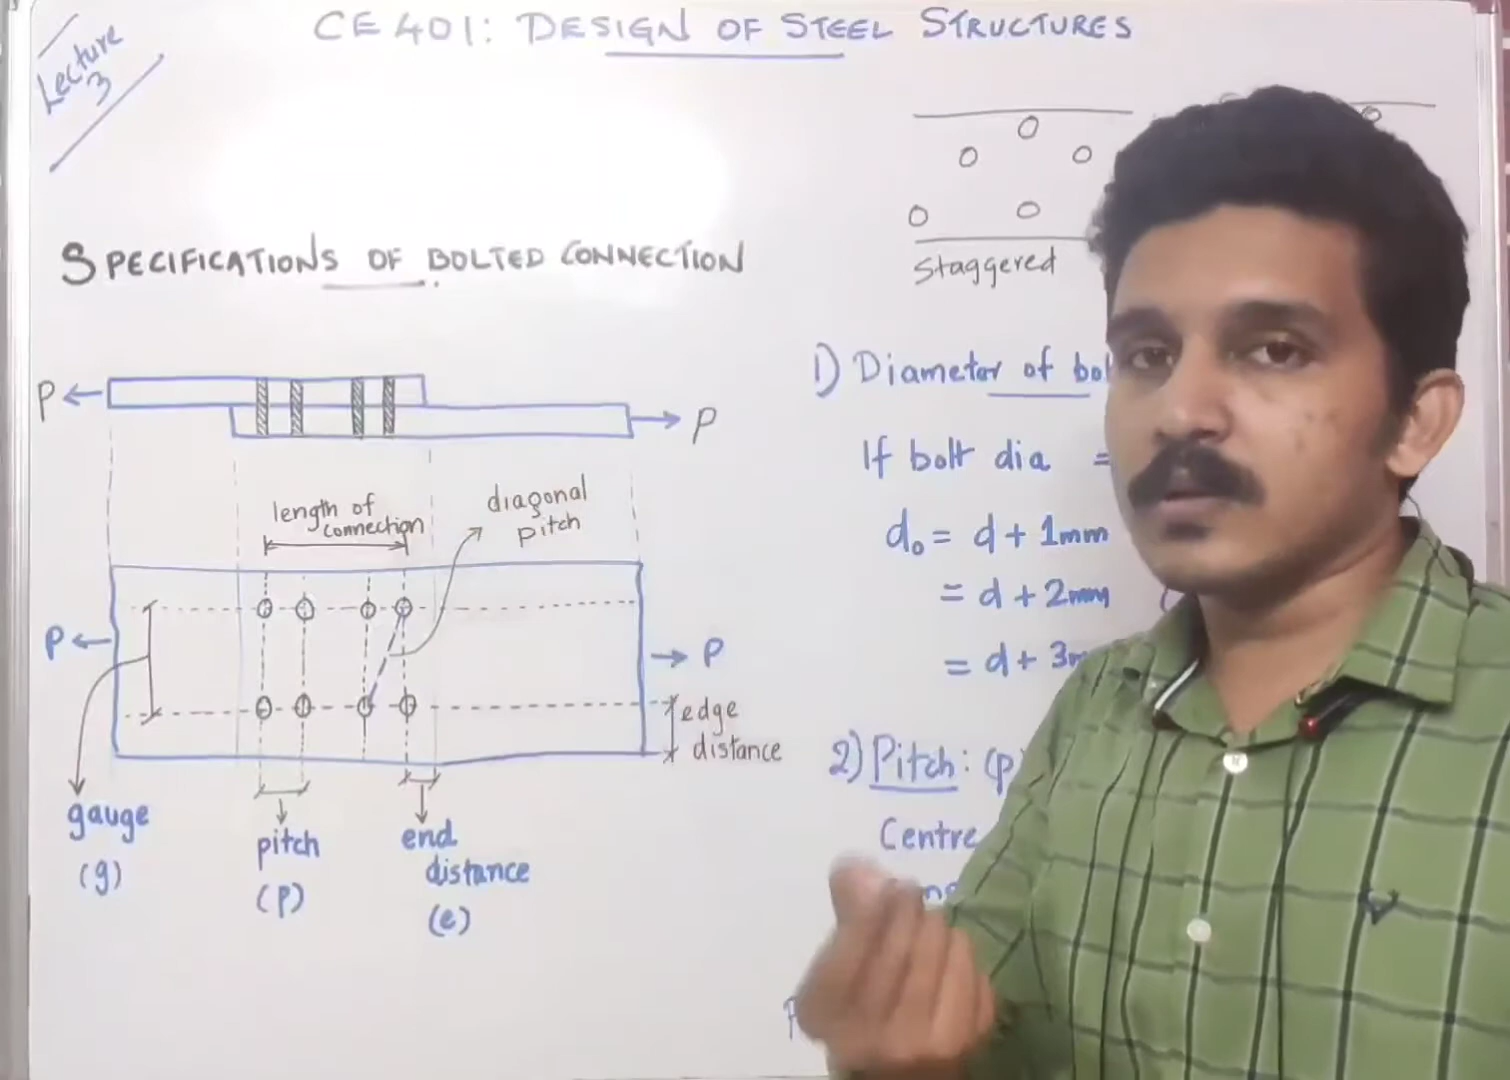 Lecture
3
CE 401: DESIGN OF STEEL STRUCTURES
SPECIFICATIONS OF BOLTED CONNECTION
Staggered
P
P
length of
connection
diagonal
pitch
P
P
edge
distance
gauge
(g)
pitch
(p)
end
distance
(e)
1) Diameter of
If bolt dia =
d₀ = d + 1mm
= d + 2mm
= d + 3
2) Pitch: (p)
Centre